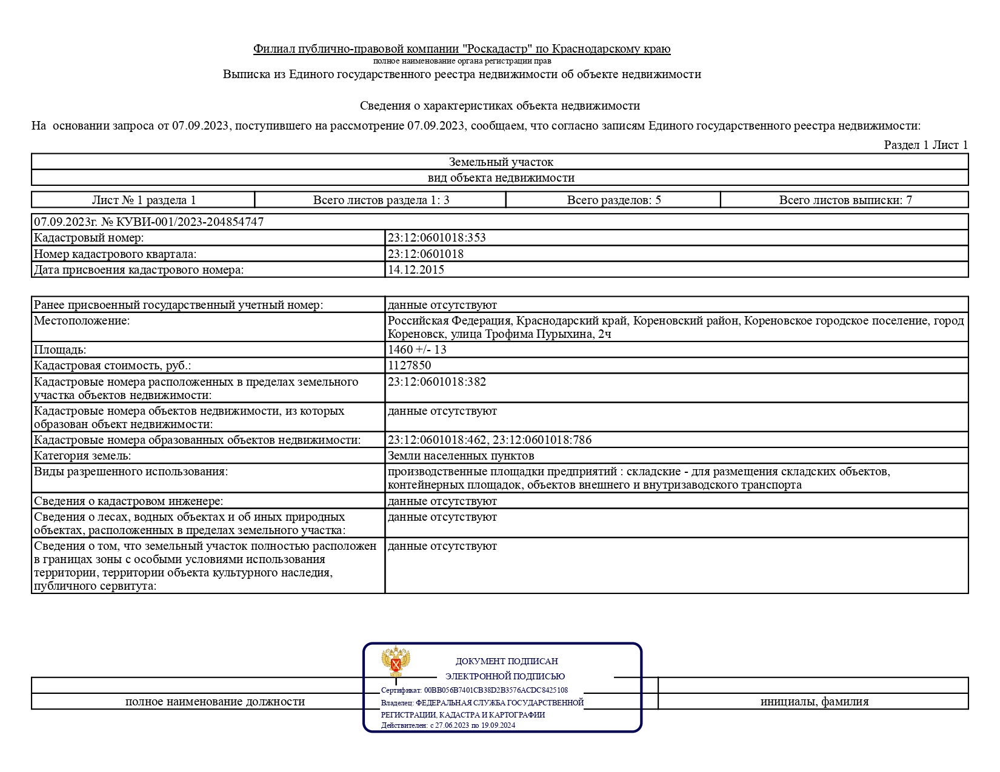 Филиал публично-правовой компании "Роскадастр" по Краснодарскому краю
полное наименование органа регистрации прав
Выписка из Единого государственного реестра недвижимости об объекте недвижимости
Сведения о характеристиках объекта недвижимости
На основании запроса от 07.09.2023, поступившего на рассмотрение 07.09.2023, сообщаем, что согласно записям Единого государственного реестра недвижимости:
Раздел 1 Лист 1
Земельный участок
вид объекта недвижимости
Лист № 1 раздела 1 Всего листов раздела 1: 3 Всего разделов: 5 Всего листов выписки: 7
07.09.2023г. № КУВИ-001/2023-204854747
Кадастровый номер: 23:12:0601018:353
Номер кадастрового квартала: 23:12:0601018
Дата присвоения кадастрового номера: 14.12.2015
Ранее присвоенный государственный учетный номер: данные отсутствуют
Местоположение: Российская Федерация, Краснодарский край, Кореновский район, Кореновское городское поселение, город
Кореновск, улица Трофима Пурыхина, 2ч
Площадь: 1460 +/- 13
Кадастровая стоимость, руб.: 1127850
Кадастровые номера расположенных в пределах земельного 23:12:0601018:382
участка объектов недвижимости:
Кадастровые номера объектов недвижимости, из которых данные отсутствуют
образован объект недвижимости:
Кадастровые номера образованных объектов недвижимости: 23:12:0601018:462, 23:12:0601018:786
Категория земель: Земли населенных пунктов
Виды разрешенного использования: производственные площадки предприятий : складские - для размещения складских объектов,
контейнерных площадок, объектов внешнего и внутризаводского транспорта
Сведения о кадастровом инженере: данные отсутствуют
Сведения о лесах, водных объектах и об иных природных данные отсутствуют
объектах, расположенных в пределах земельного участка:
Сведения о том, что земельный участок полностью расположен данные отсутствуют
в границах зоны с особыми условиями использования
территории, территории объекта культурного наследия,
публичного сервитута:
ДОКУМЕНТ ПОДПИСАН
ЭЛЕКТРОННОЙ ПОДПИСЬЮ
Сертификат: 00BB056B7401CB38D2B3576ACDC8425108
Владелец: ФЕДЕРАЛЬНАЯ СЛУЖБА ГОСУДАРСТВЕННОЙ
РЕГИСТРАЦИИ, КАДАСТРА И КАРТОГРАФИИ
Действителен: с 27.06.2023 по 19.09.2024
полное наименование должности инициалы, фамилия